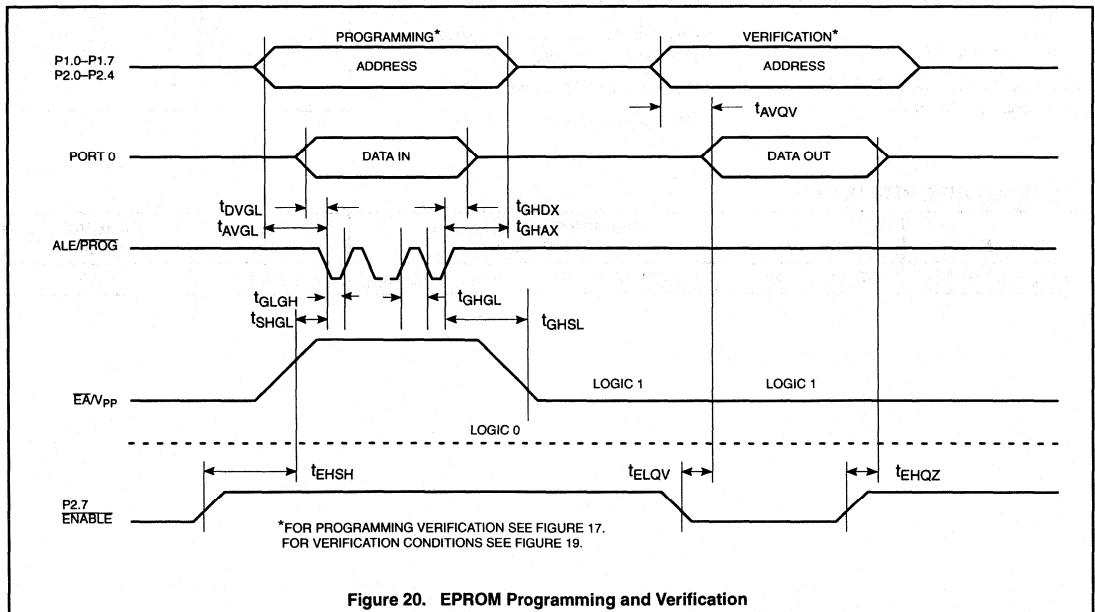 PROGRAMMING* VERIFICATION*
P1.0–P1.7
P2.0–P2.4
ADDRESS ADDRESS
tAVQV
PORT 0 DATA IN DATA OUT
tDVGL tGHDX
tAVGL tGHAX
ALE/PROG
tGLGH tGHGL
tSHGL tGHSL
LOGIC 1 LOGIC 1
EA/VPP
LOGIC 0
tEHSH tELQV tEHQZ
P2.7
ENABLE
*FOR PROGRAMMING VERIFICATION SEE FIGURE 17.
FOR VERIFICATION CONDITIONS SEE FIGURE 19.
Figure 20. EPROM Programming and Verification